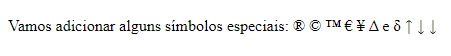 Vamos adicionar alguns símbolos especiais: ® © ™ € ¥ Δ e δ ↑ ↓ ↓